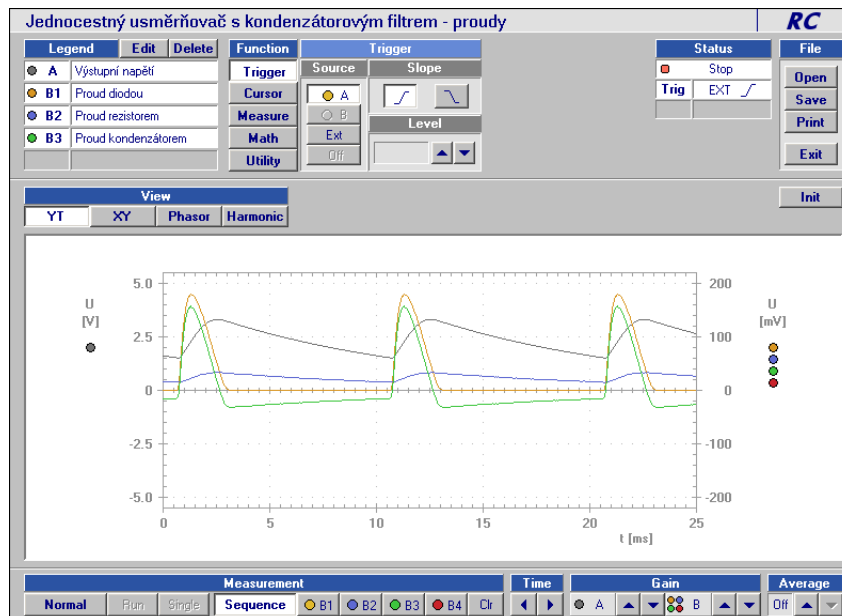 Jednocestný usměrňovač s kondenzátorovým filtrem - proudy RC
Legend Edit Delete Function Trigger Status File
A Výstupní napětí Trigger Source Slope Stop Open
B1 Proud diodou Cursor A Trig EXT Save
B2 Proud rezistorem Measure B Level Print
B3 Proud kondenzátorem Math Ext
Utility Off Exit
View Init
YT XY Phasor Harmonic
5.0 200
U [V] U [mV]
2.5 100
0 0
-2.5 -100
-5.0 -200
0 5 10 15 20 25
t [ms]
Measurement Time Gain Average
Normal Run Single Sequence B1 B2 B3 B4 Clr A B Off